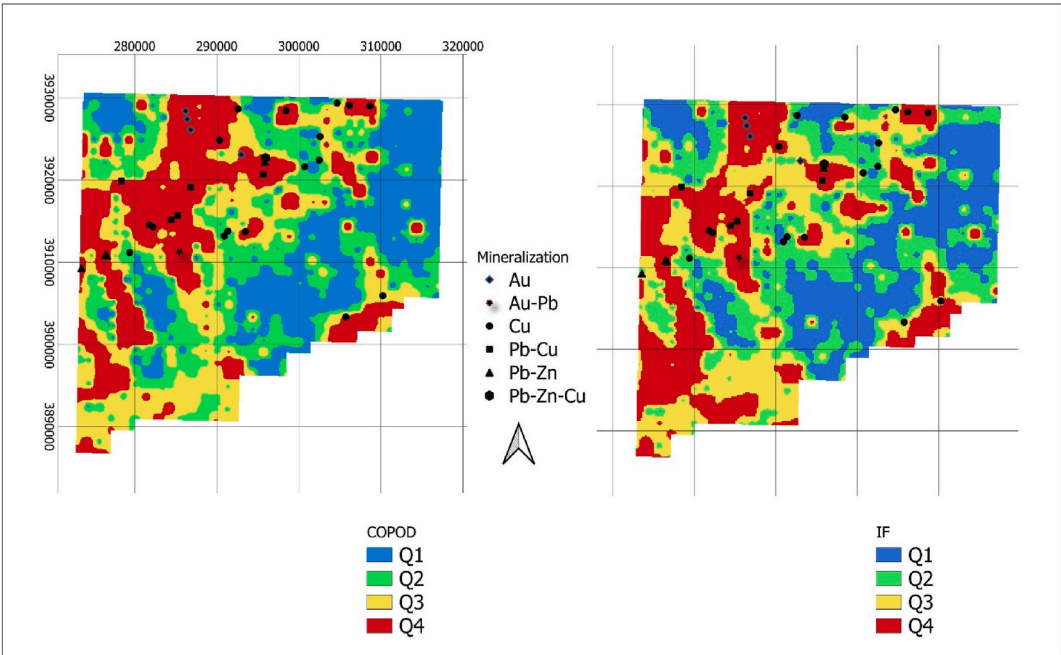 280000 290000 300000 310000 320000
3930000
3920000
3910000
3900000
3890000
Mineralization
Au
Au-Pb
Cu
Pb-Cu
Pb-Zn
Pb-Zn-Cu
COPOD
Q1
Q2
Q3
Q4
IF
Q1
Q2
Q3
Q4